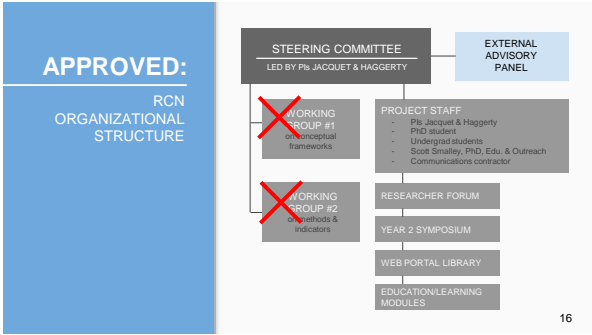 APPROVED:
RCN
ORGANIZATIONAL
STRUCTURE
STEERING COMMITTEE
LED BY PIs JACQUET & HAGGERTY
EXTERNAL
ADVISORY
PANEL
WORKING
GROUP #1
on conceptual
frameworks
WORKING
GROUP #2
on methods &
indicators
PROJECT STAFF
- PIs Jacquet & Haggerty
- PhD student
- Undergrad students
- Scott Smalley, PhD, Edu. & Outreach
- Communications contractor
RESEARCHER FORUM
YEAR 2 SYMPOSIUM
WEB PORTAL LIBRARY
EDUCATION/LEARNING
MODULES
16